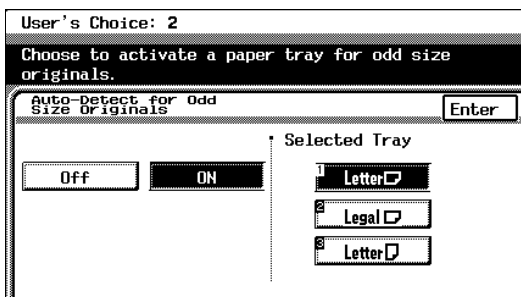 User's Choice: 2
Choose to activate a paper tray for odd size
originals.
Auto-Detect for Odd
Size Originals
Enter
Selected Tray
Off
ON
1
Letter
2
Legal
3
Letter